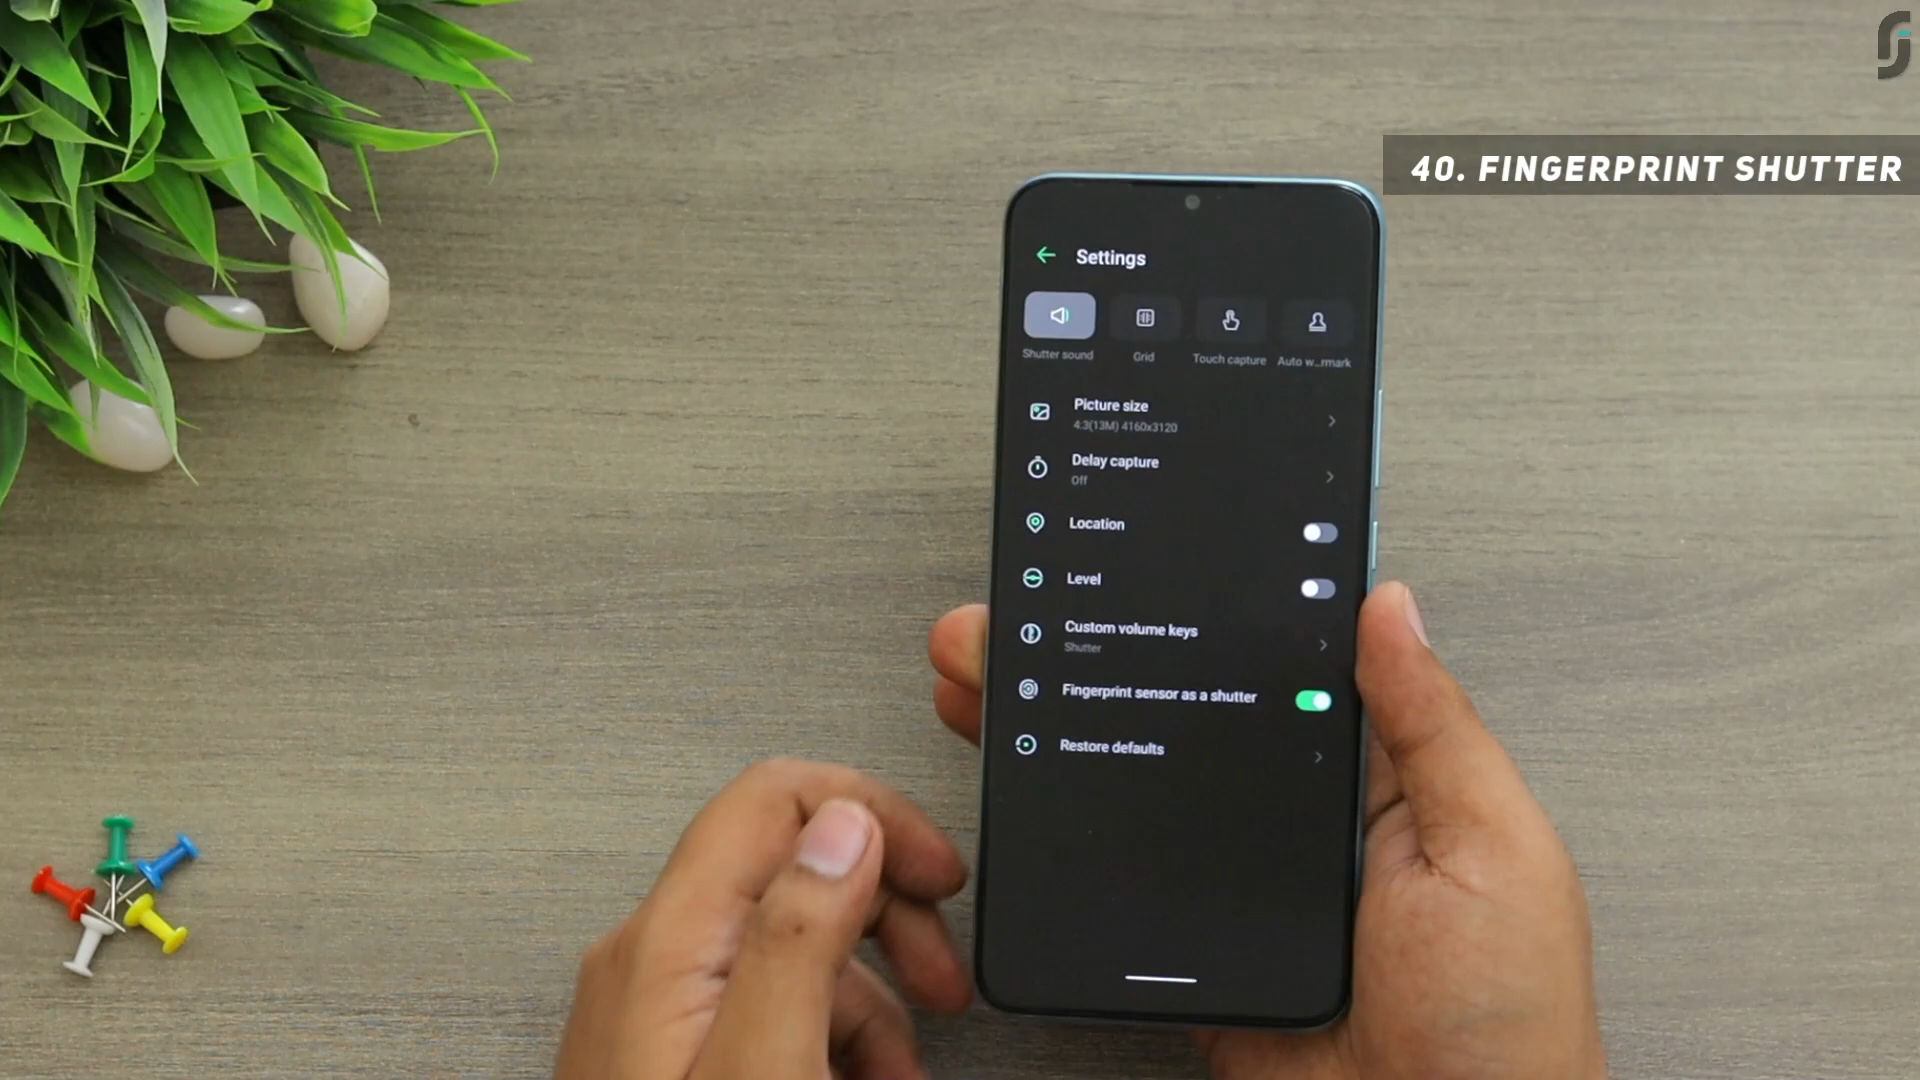 40. FINGERPRINT SHUTTER
Settings
Shutter sound
Grid
Touch capture
Auto w...rmark
Picture size
4:3(13M) 4160x3120
Delay capture
Off
Location
Level
Custom volume keys
Shutter
Fingerprint sensor as a shutter
Restore defaults